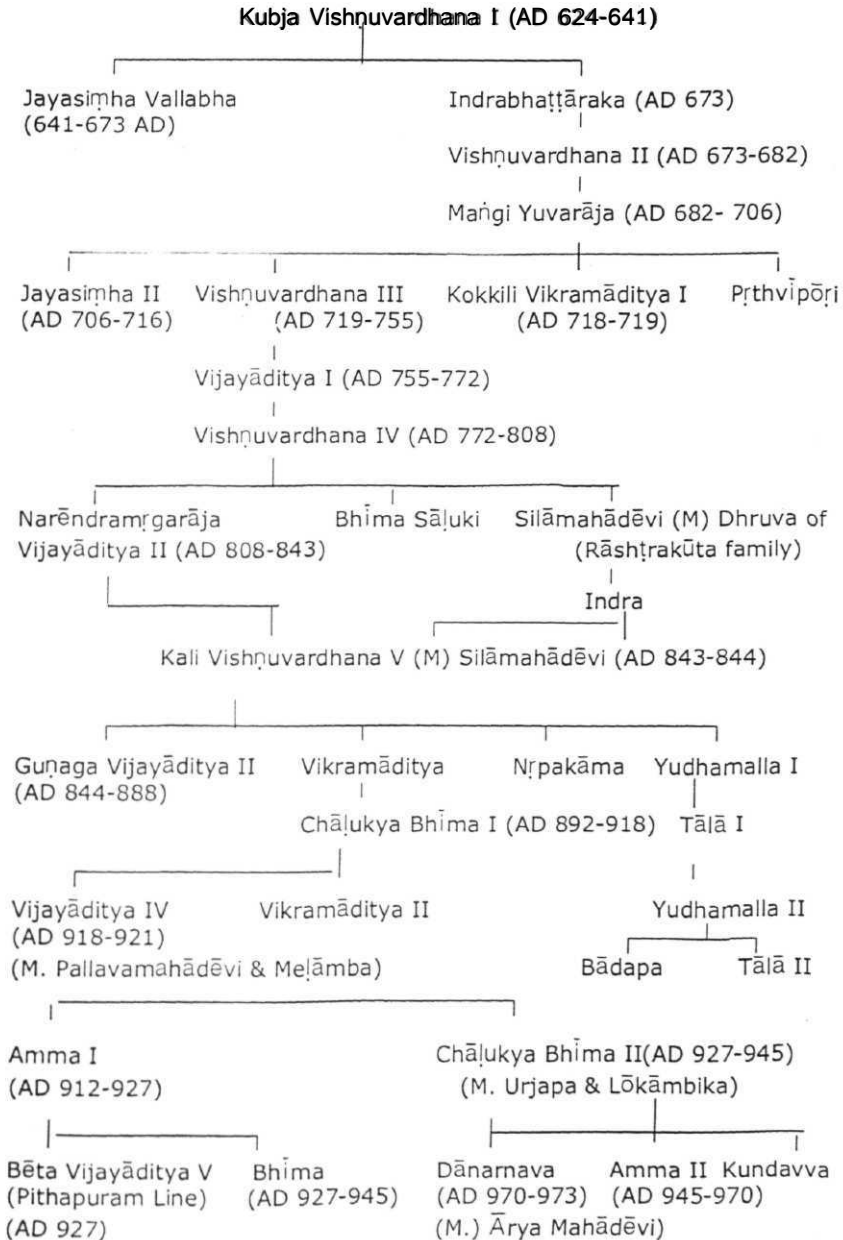 Kubja Vishṇuvardhana I (AD 624-641)
Jayasiṃha Vallabha
(641-673 AD)
Indrabhaṭṭāraka (AD 673)
Vishṇuvardhana II (AD 673-682)
Maṅgi Yuvarāja (AD 682- 706)
Jayasiṃha II
(AD 706-716)
Vishṇuvardhana III
(AD 719-755)
Kokkili Vikramāditya I
(AD 718-719)
Pṛthvīpōṛi
Vijayāditya I (AD 755-772)
Vishṇuvardhana IV (AD 772-808)
Narēndramṛgarāja
Vijayāditya II (AD 808-843)
Bhīma Sāḷuki
Silāmahādēvi (M) Dhruva of
(Rāshṭrakūta family)
Indra
Kali Vishṇuvardhana V (M) Silāmahādēvi (AD 843-844)
Guṇaga Vijayāditya II
(AD 844-888)
Vikramāditya
Nṛpakāma
Yudhamalla I
Chāḷukya Bhīma I (AD 892-918)
Tālā I
Vijayāditya IV
(AD 918-921)
(M. Pallavamahādēvi & Meḷāmba)
Vikramāditya II
Yudhamalla II
Bādapa
Tālā II
Amma I
(AD 912-927)
Chāḷukya Bhīma II(AD 927-945)
(M. Urjapa & Lōkāmbika)
Bēta Vijayāditya V
(Pithapuram Line)
(AD 927)
Bhīma
(AD 927-945)
Dānarnava
(AD 970-973)
(M.) Ārya Mahādēvi)
Amma II
(AD 945-970)
Kundavva